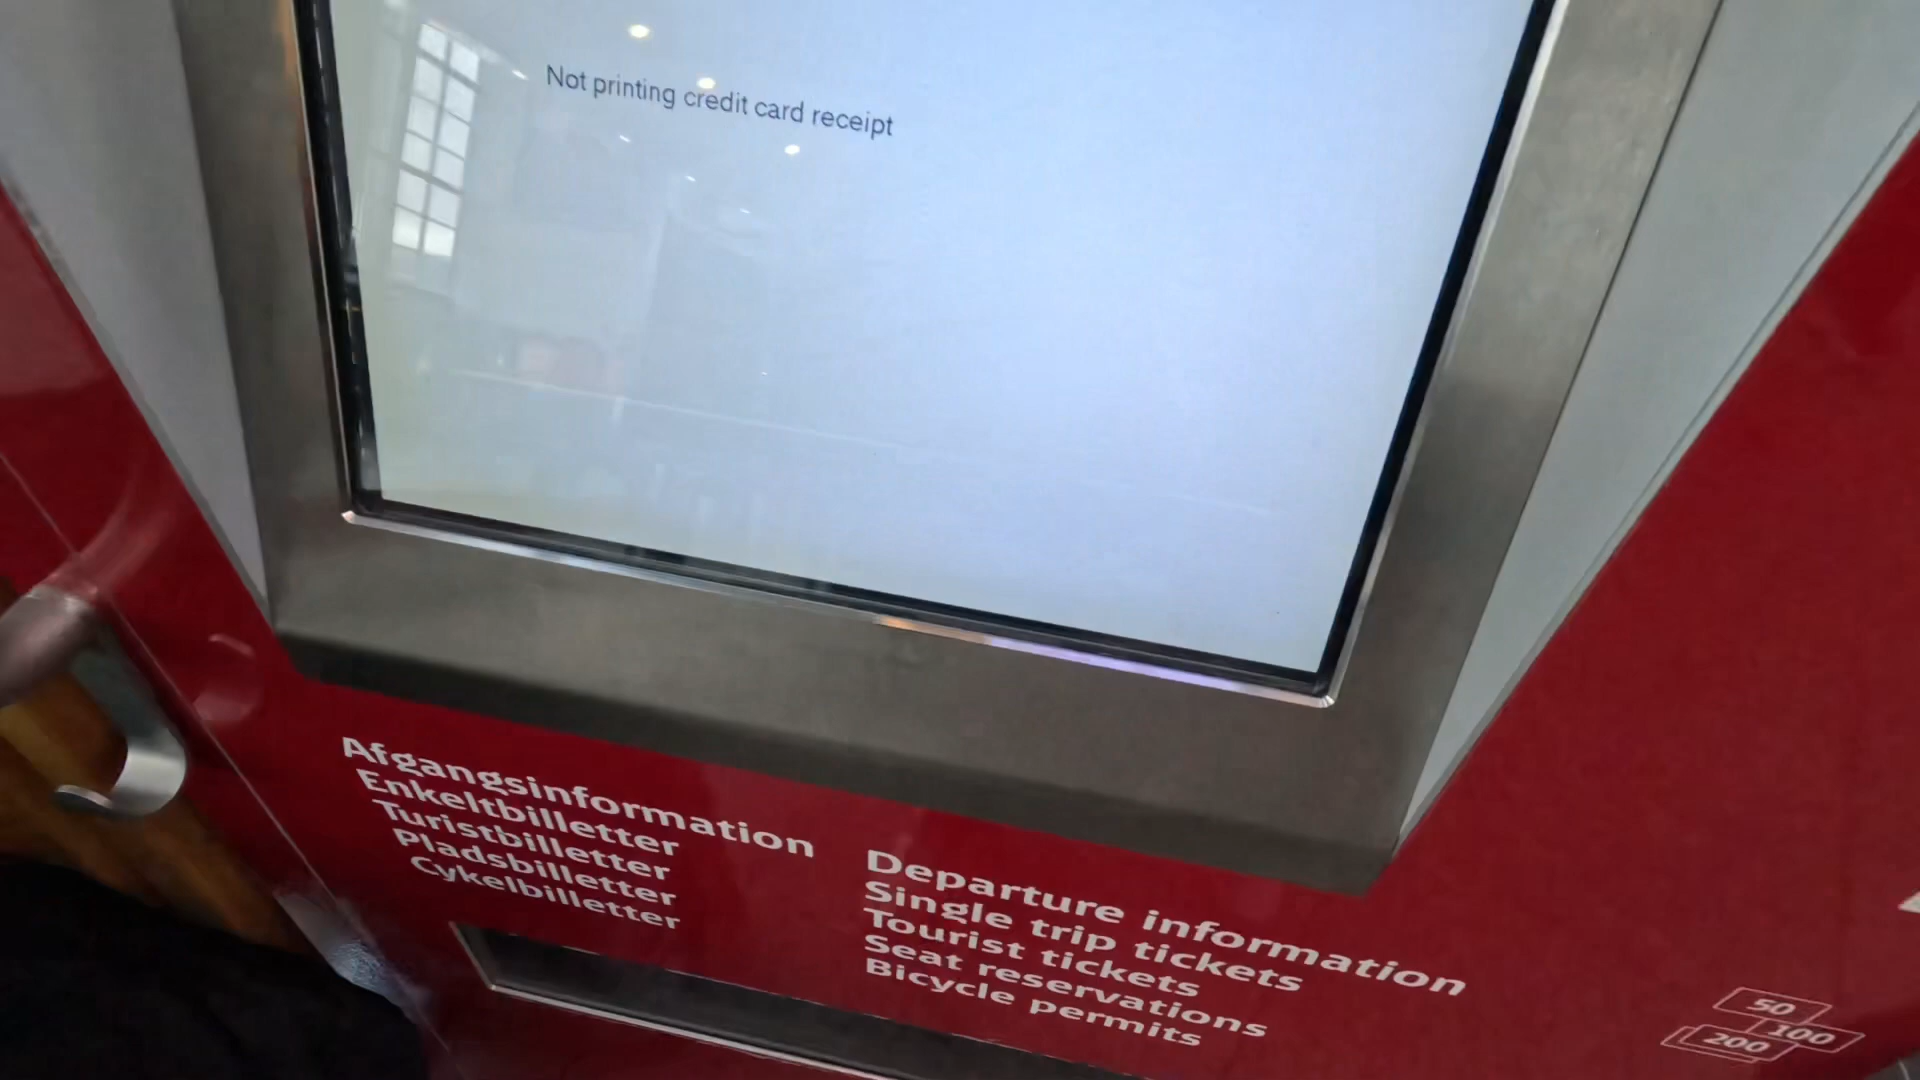 Not printing credit card receipt
Afgangsinformation
Enkeltbilletter
Turistbilletter
Pladsbilletter
Cykelbilletter
Departure information
Single trip tickets
Tourist tickets
Seat reservations
Bicycle permits
50
100
200